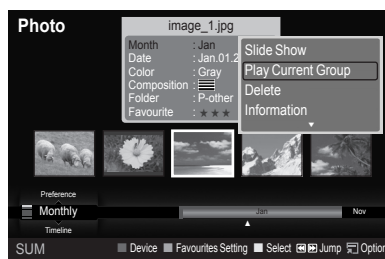 Photo
image_1.jpg
Month : Jan
Date : Jan.01.2
Color : Gray
Composition :
Folder : P-other
Favourite : ★ ★ ★
Slide Show
Play Current Group
Delete
Information
Preference
Monthly
Timeline
Jan
Nov
SUM
Device Favourites Setting Select Jump Option